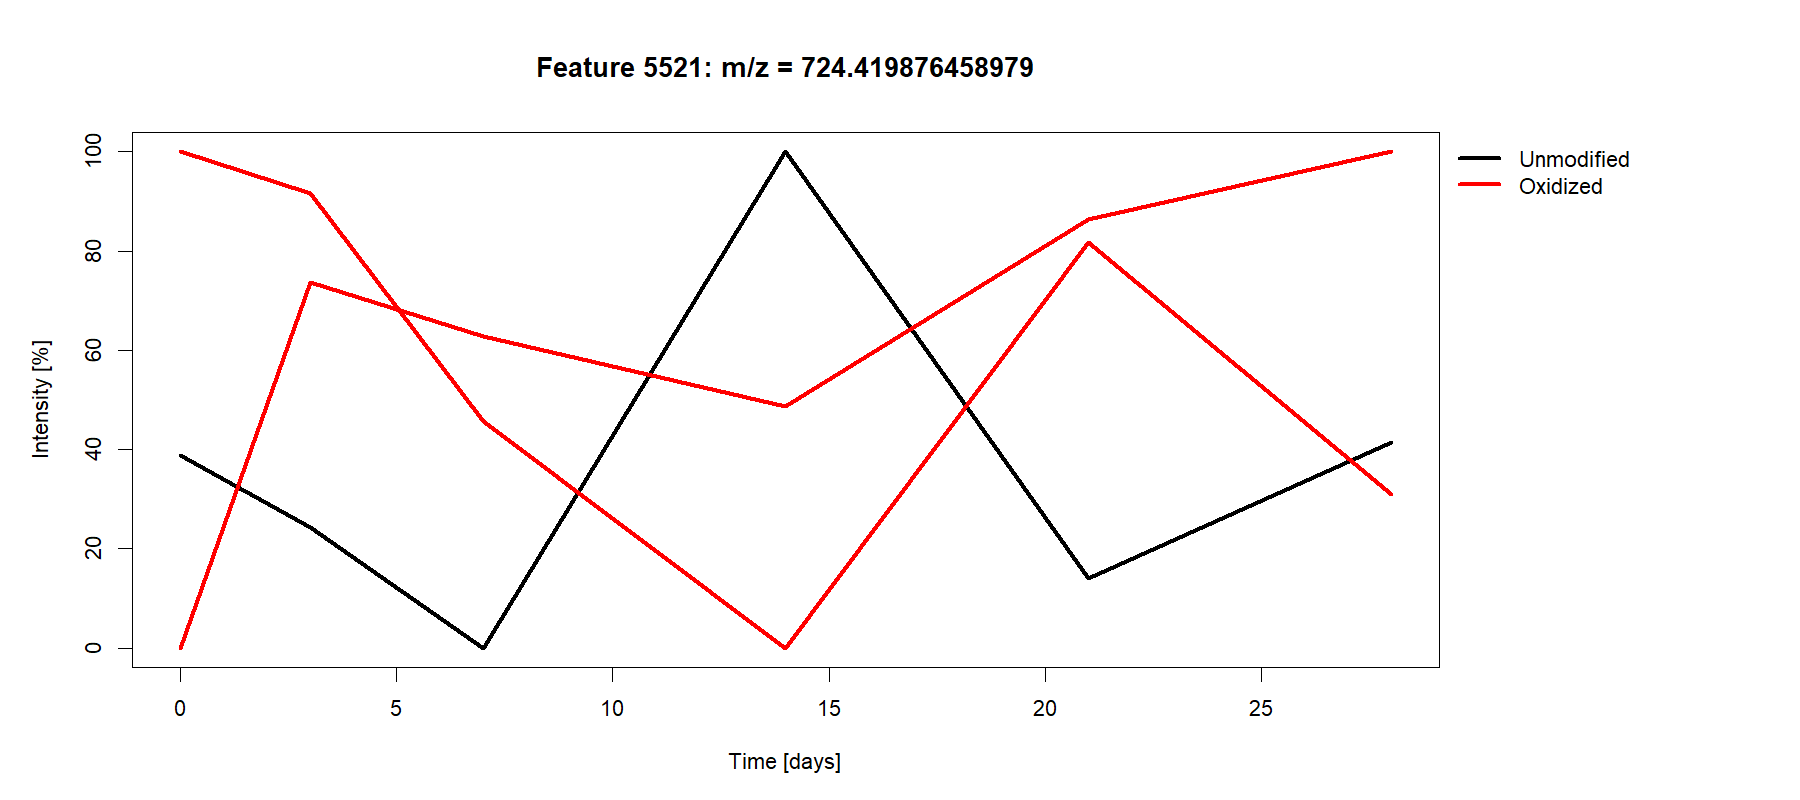 Feature 5521: m/z = 724.419876458979
Unmodified
Oxidized
Intensity [%]
100
80
60
40
20
0
0 5 10 15 20 25
Time [days]